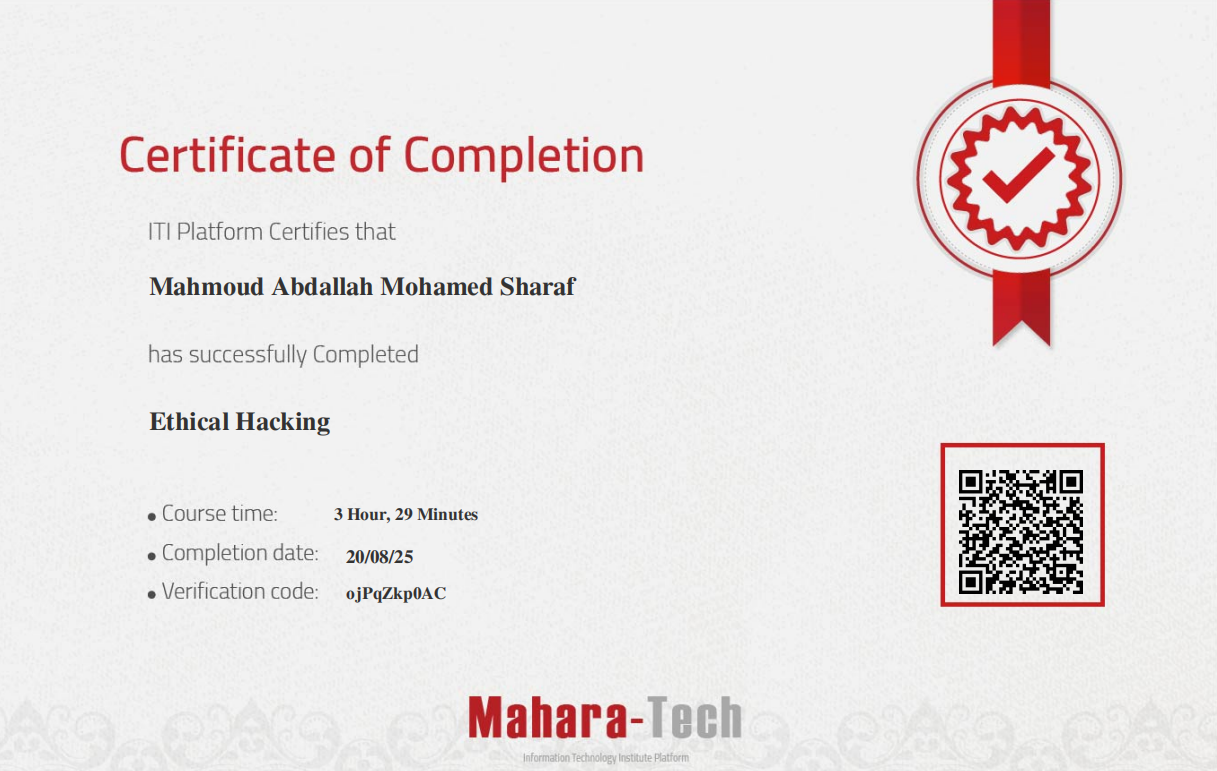 Certificate of Completion
ITI Platform Certifies that
Mahmoud Abdallah Mohamed Sharaf
has successfully Completed
Ethical Hacking
Course time: 3 Hour, 29 Minutes
Completion date: 20/08/25
Verification code: ojPqZkp0AC
Mahara-Tech
Information Technology Institute Platform